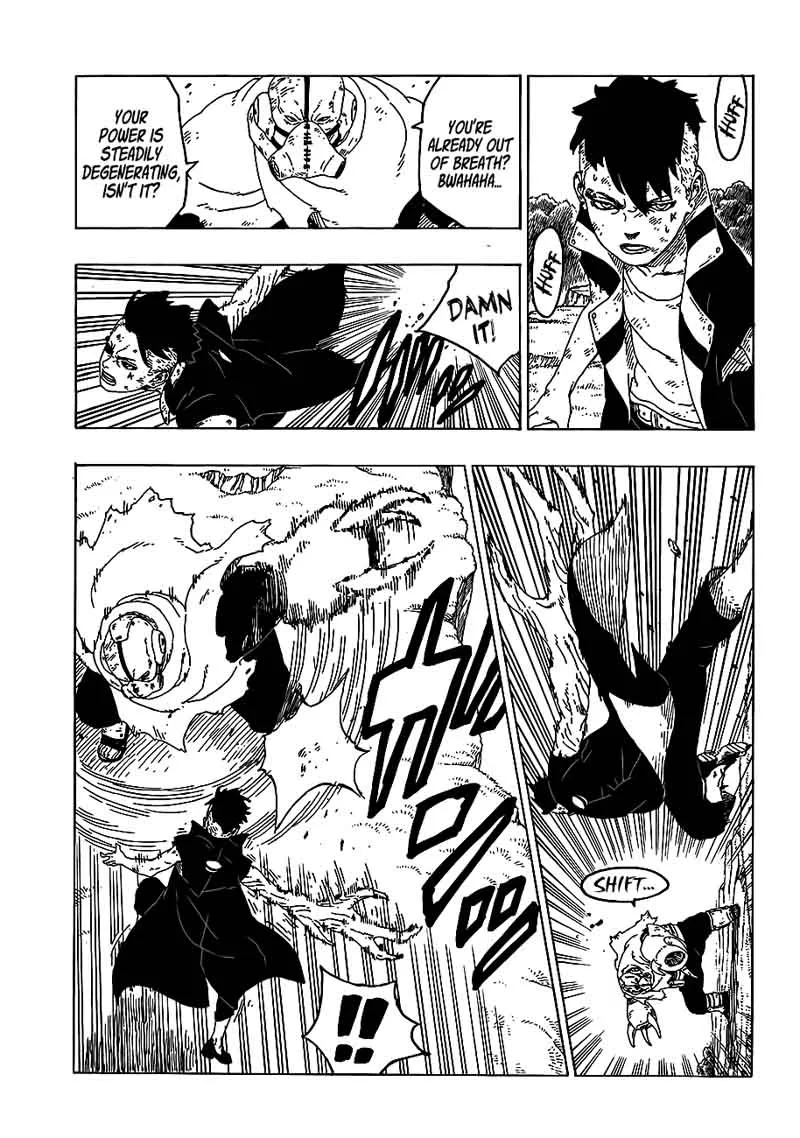 HUFF
HUFF
YOU'RE
ALREADY OUT
OF BREATH?
BWAHAHA...
YOUR
POWER IS
STEADILY
DEGENERATING,
ISN'T IT?
DAMN
IT!
SHIFT...
!!